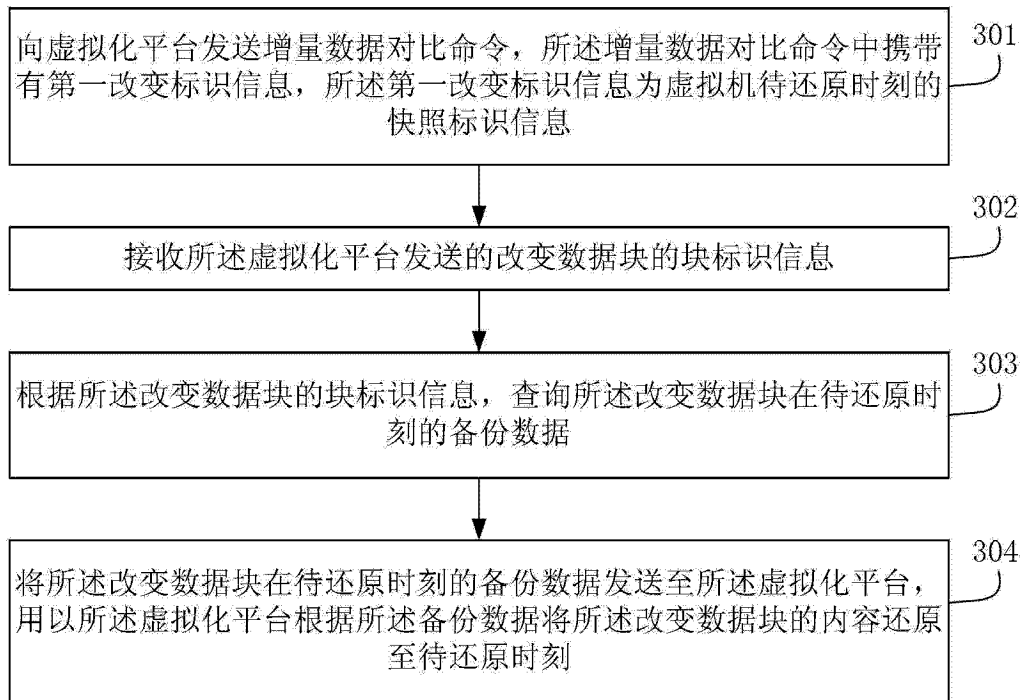 向虚拟化平台发送增量数据对比命令，所述增量数据对比命令中携带
有第一改变标识信息，所述第一改变标识信息为虚拟机待还原时刻的
快照标识信息
301
接收所述虚拟化平台发送的改变数据块的块标识信息
302
根据所述改变数据块的块标识信息，查询所述改变数据块在待还原时
刻的备份数据
303
将所述改变数据块在待还原时刻的备份数据发送至所述虚拟化平台，
用以所述虚拟化平台根据所述备份数据将所述改变数据块的内容还原
至待还原时刻
304